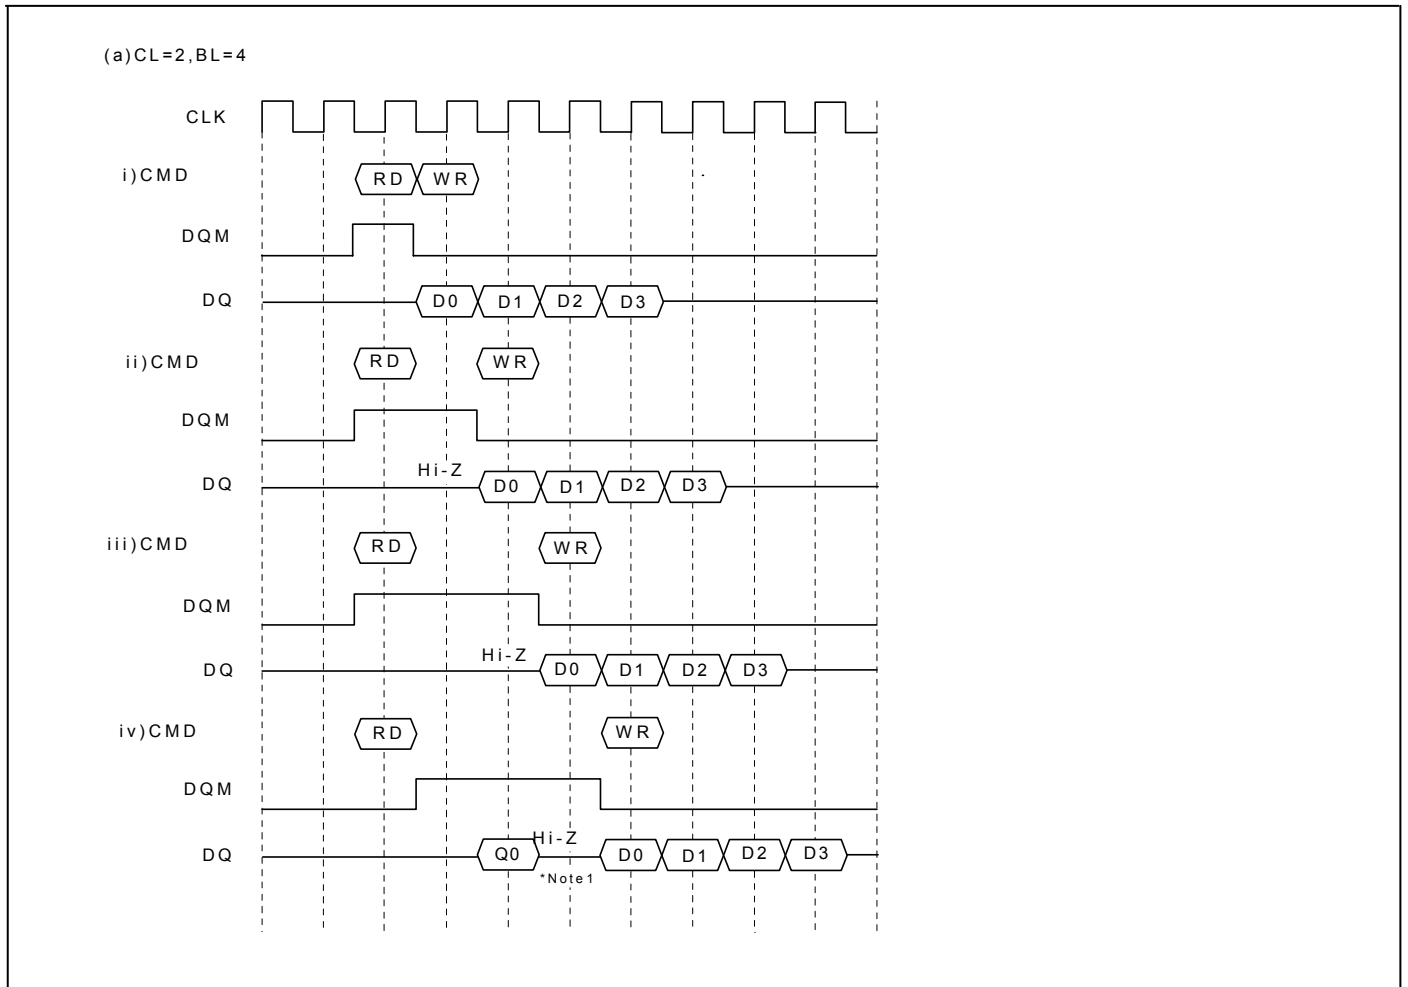 (a)CL=2,BL=4
CLK
i)CMD RD WR
DQM
DQ D0 D1 D2 D3
ii)CMD RD WR
DQM
DQ Hi-Z D0 D1 D2 D3
iii)CMD RD WR
DQM
DQ Hi-Z D0 D1 D2 D3
iv)CMD RD WR
DQM
DQ Q0 Hi-Z D0 D1 D2 D3
*Note1